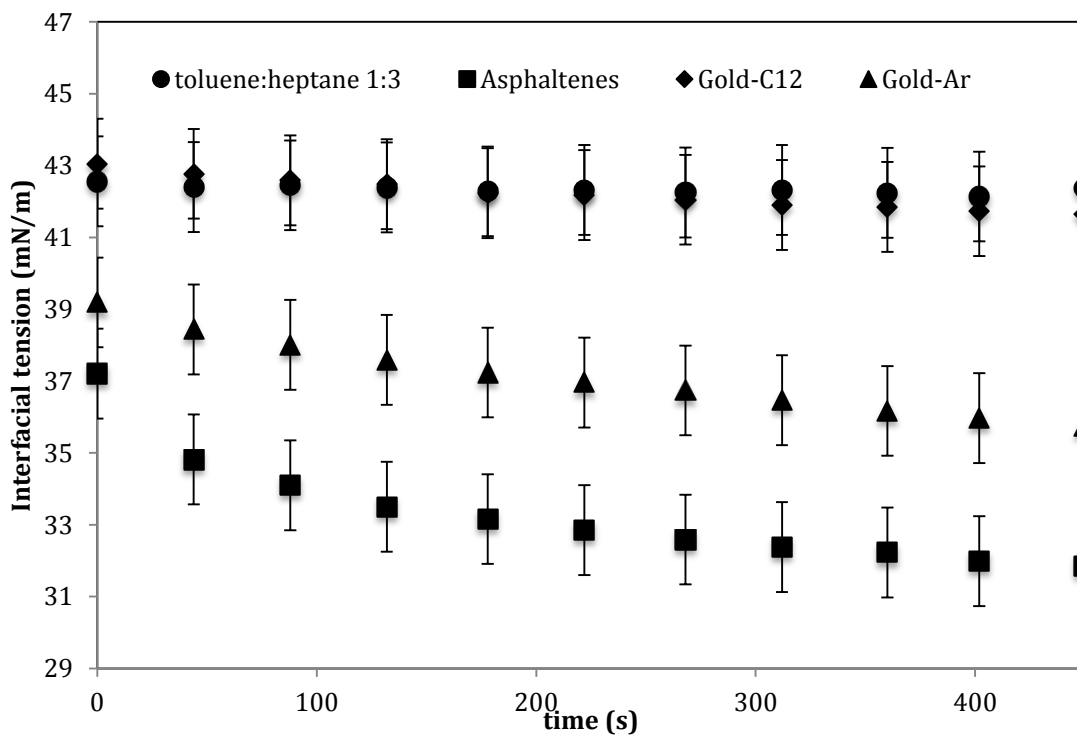 47
toluene:heptane 1:3 Asphaltenes Gold-C12 Gold-Ar
45
43
41
39
37
35
33
31
29
Interfacial tension (mN/m)
0 100 200 300 400
time (s)